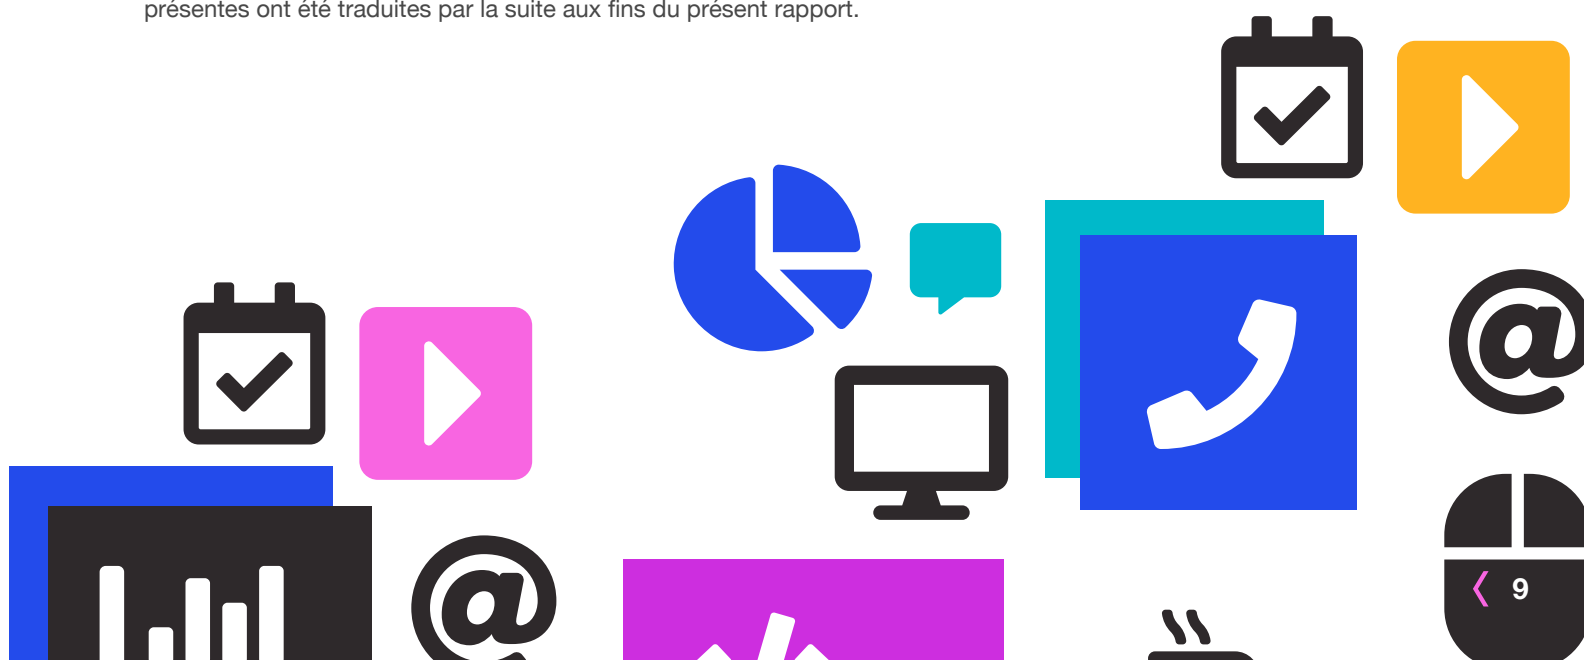 présentes ont été traduites par la suite aux fins du présent rapport.
9